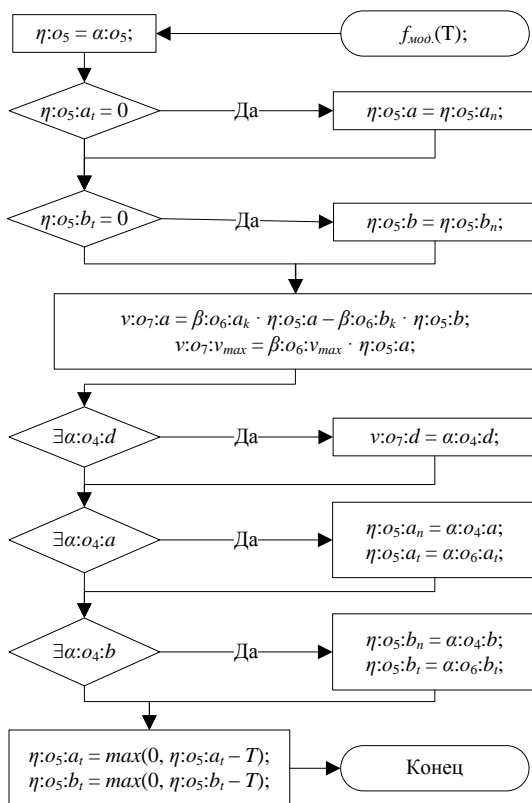 η:o₅ = α:o₅;
f_мод.(T);
η:o₅:aₜ = 0
Да
η:o₅:a = η:o₅:aₙ;
η:o₅:bₜ = 0
Да
η:o₅:b = η:o₅:bₙ;
ν:o₇:a = β:o₆:aₖ · η:o₅:a – β:o₆:bₖ · η:o₅:b;
ν:o₇:v_max = β:o₆:v_max · η:o₅:a;
∃α:o₄:d
Да
ν:o₇:d = α:o₄:d;
∃α:o₄:a
Да
η:o₅:aₙ = α:o₄:a;
η:o₅:aₜ = α:o₆:aₜ;
∃α:o₄:b
Да
η:o₅:bₙ = α:o₄:b;
η:o₅:bₜ = α:o₆:bₜ;
η:o₅:aₜ = max(0, η:o₅:aₜ – T);
η:o₅:bₜ = max(0, η:o₅:bₜ – T);
Конец